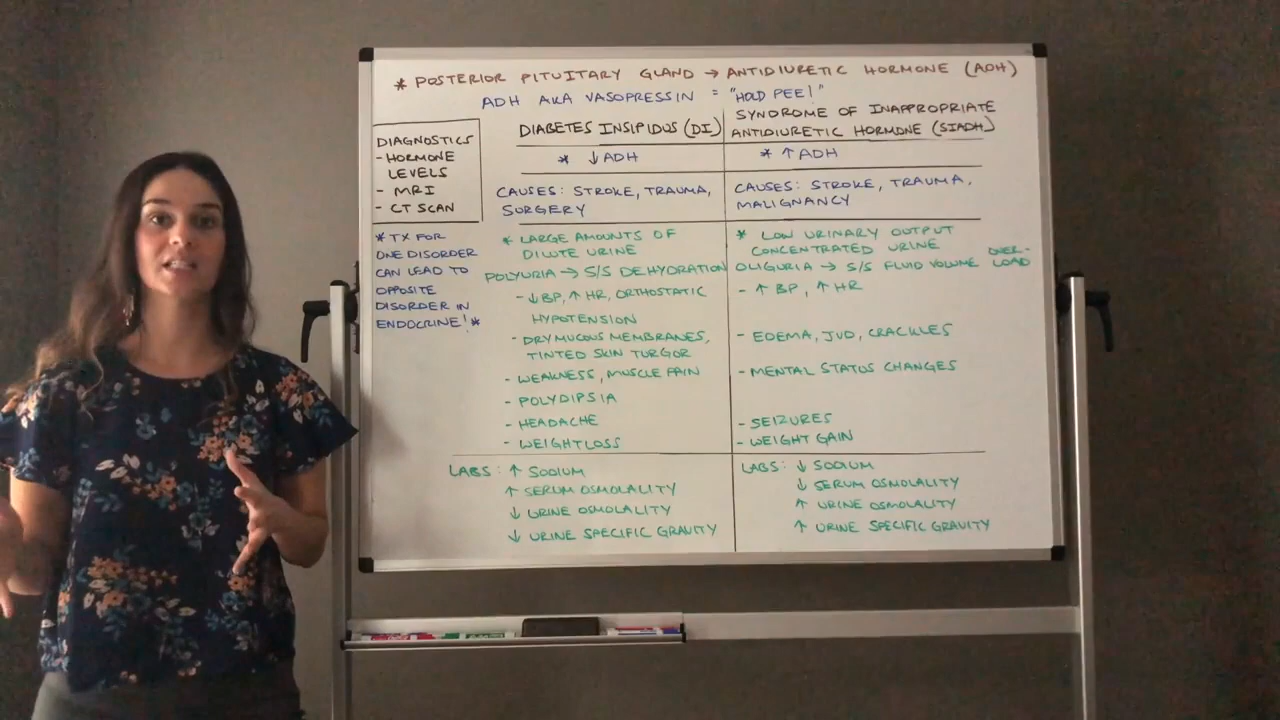 * POSTERIOR PITUITARY GLAND → ANTIDIURETIC HORMONE (ADH)
ADH AKA VASOPRESSIN = "HOLD PEE!"
DIAGNOSTICS
- HORMONE
LEVELS
- MRI
- CT SCAN
* TX FOR
ONE DISORDER
CAN LEAD TO
OPPOSITE
DISORDER IN
ENDOCRINE! *
DIABETES INSIPIDUS (DI)
* ↓ ADH
CAUSES: STROKE, TRAUMA,
SURGERY
* LARGE AMOUNTS OF
DILUTE URINE
POLYURIA → S/S DEHYDRATION
- ↓ BP, ↑ HR, ORTHOSTATIC
HYPOTENSION
- DRY MUCOUS MEMBRANES,
TINTED SKIN TURGOR
- WEAKNESS, MUSCLE PAIN
- POLYDIPSIA
- HEADACHE
- WEIGHT LOSS
LABS: ↑ SODIUM
↑ SERUM OSMOLALITY
↓ URINE OSMOLALITY
↓ URINE SPECIFIC GRAVITY
SYNDROME OF INAPPROPRIATE
ANTIDIURETIC HORMONE (SIADH)
* ↑ ADH
CAUSES: STROKE, TRAUMA,
MALIGNANCY
* LOW URINARY OUTPUT
CONCENTRATED URINE
OLIGURIA → S/S FLUID VOLUME OVER-
LOAD
- ↑ BP, ↑ HR
- EDEMA, JVD, CRACKLES
- MENTAL STATUS CHANGES
- SEIZURES
- WEIGHT GAIN
LABS: ↓ SODIUM
↓ SERUM OSMOLALITY
↑ URINE OSMOLALITY
↑ URINE SPECIFIC GRAVITY